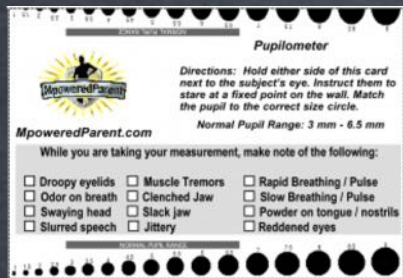 NORMAL PUPIL RANGE
Pupilometer
MpoweredParent
Directions: Hold either side of this card
next to the subject's eye. Instruct them to
stare at a fixed point on the wall. Match
the pupil to the correct size circle.
MpoweredParent.com
Normal Pupil Range: 3 mm - 6.5 mm
While you are taking your measurement, make note of the following:
Droopy eyelids
Odor on breath
Swaying head
Slurred speech
Muscle Tremors
Clenched Jaw
Slack jaw
Jittery
Rapid Breathing / Pulse
Slow Breathing / Pulse
Powder on tongue / nostrils
Reddened eyes
NORMAL PUPIL RANGE